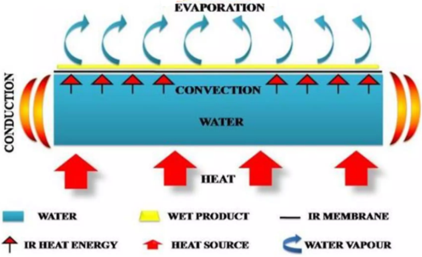 EVAPORATION
CONDUCTION
CONVECTION
WATER
HEAT
WATER WET PRODUCT IR MEMBRANE
IR HEAT ENERGY HEAT SOURCE WATER VAPOUR